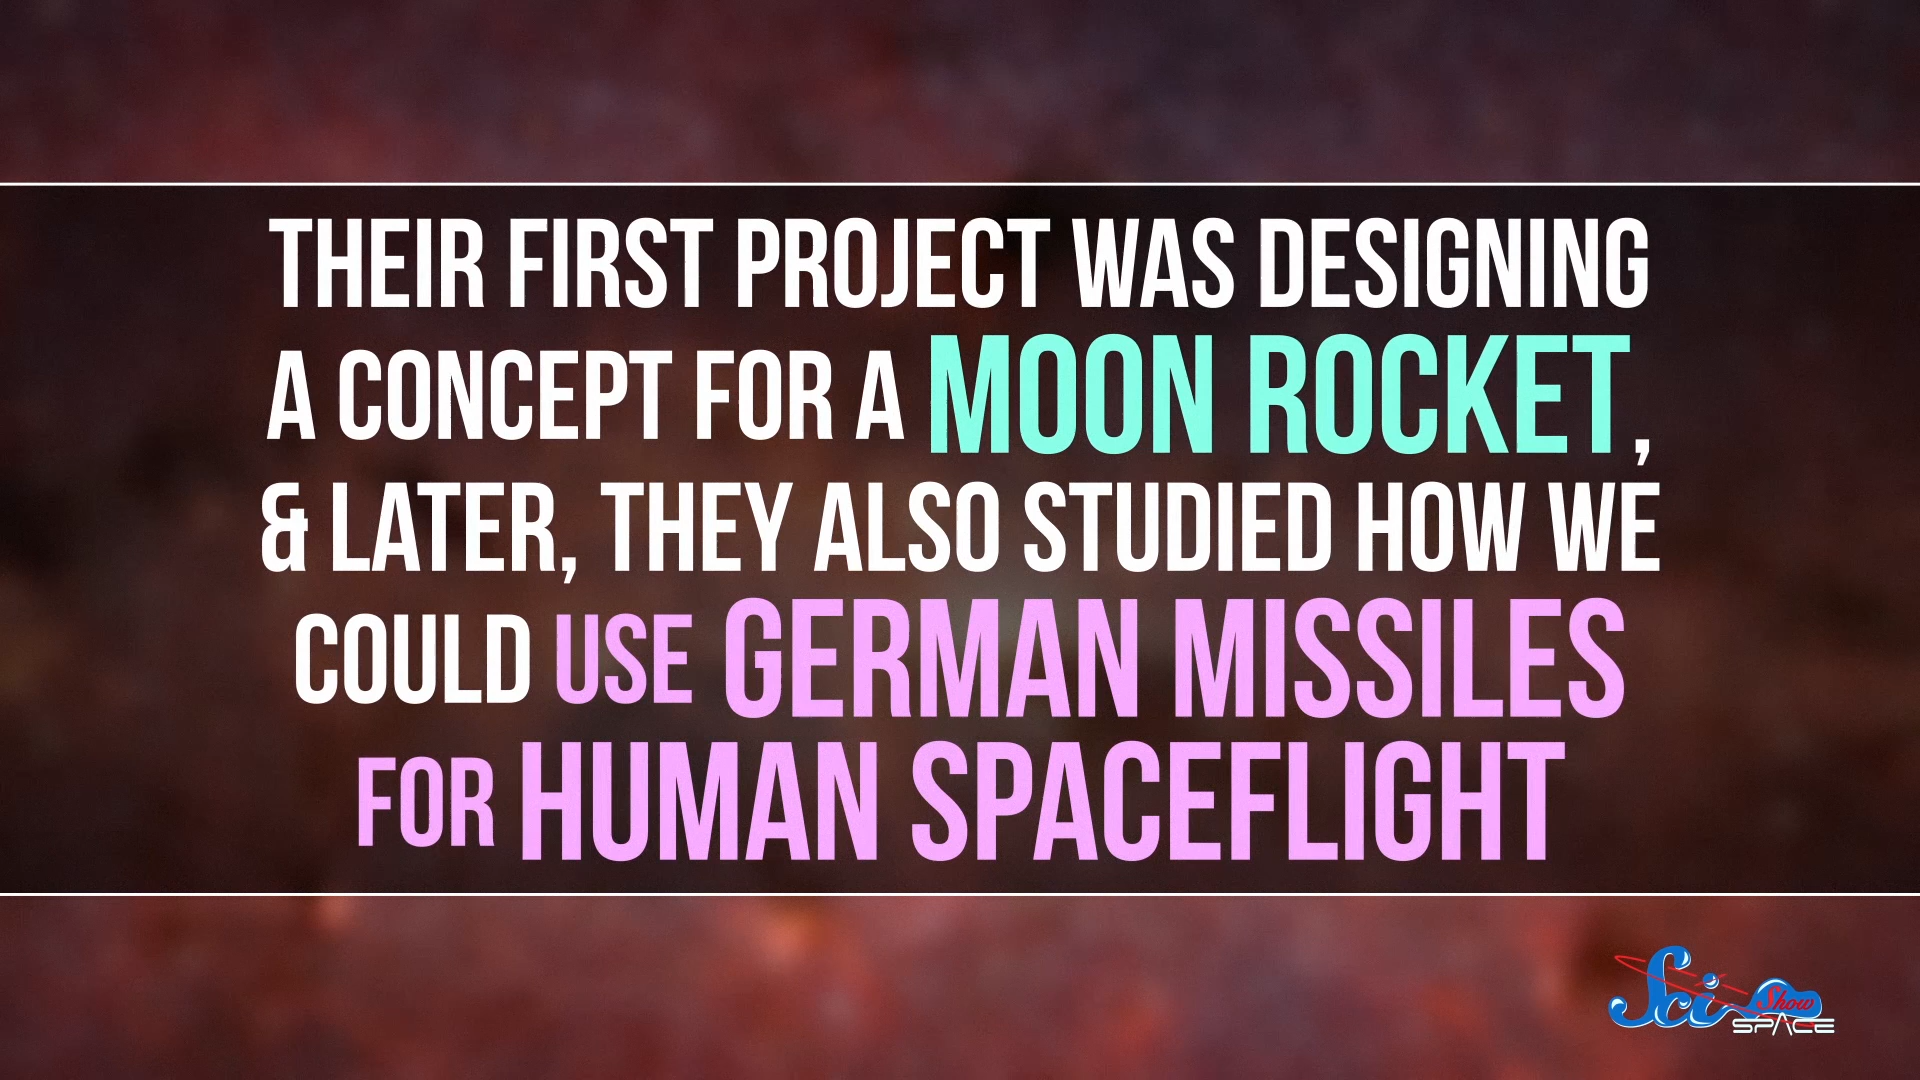 THEIR FIRST PROJECT WAS DESIGNING
A CONCEPT FOR A MOON ROCKET,
& LATER, THEY ALSO STUDIED HOW WE
COULD USE GERMAN MISSILES
FOR HUMAN SPACEFLIGHT
Sci Show
SPACE